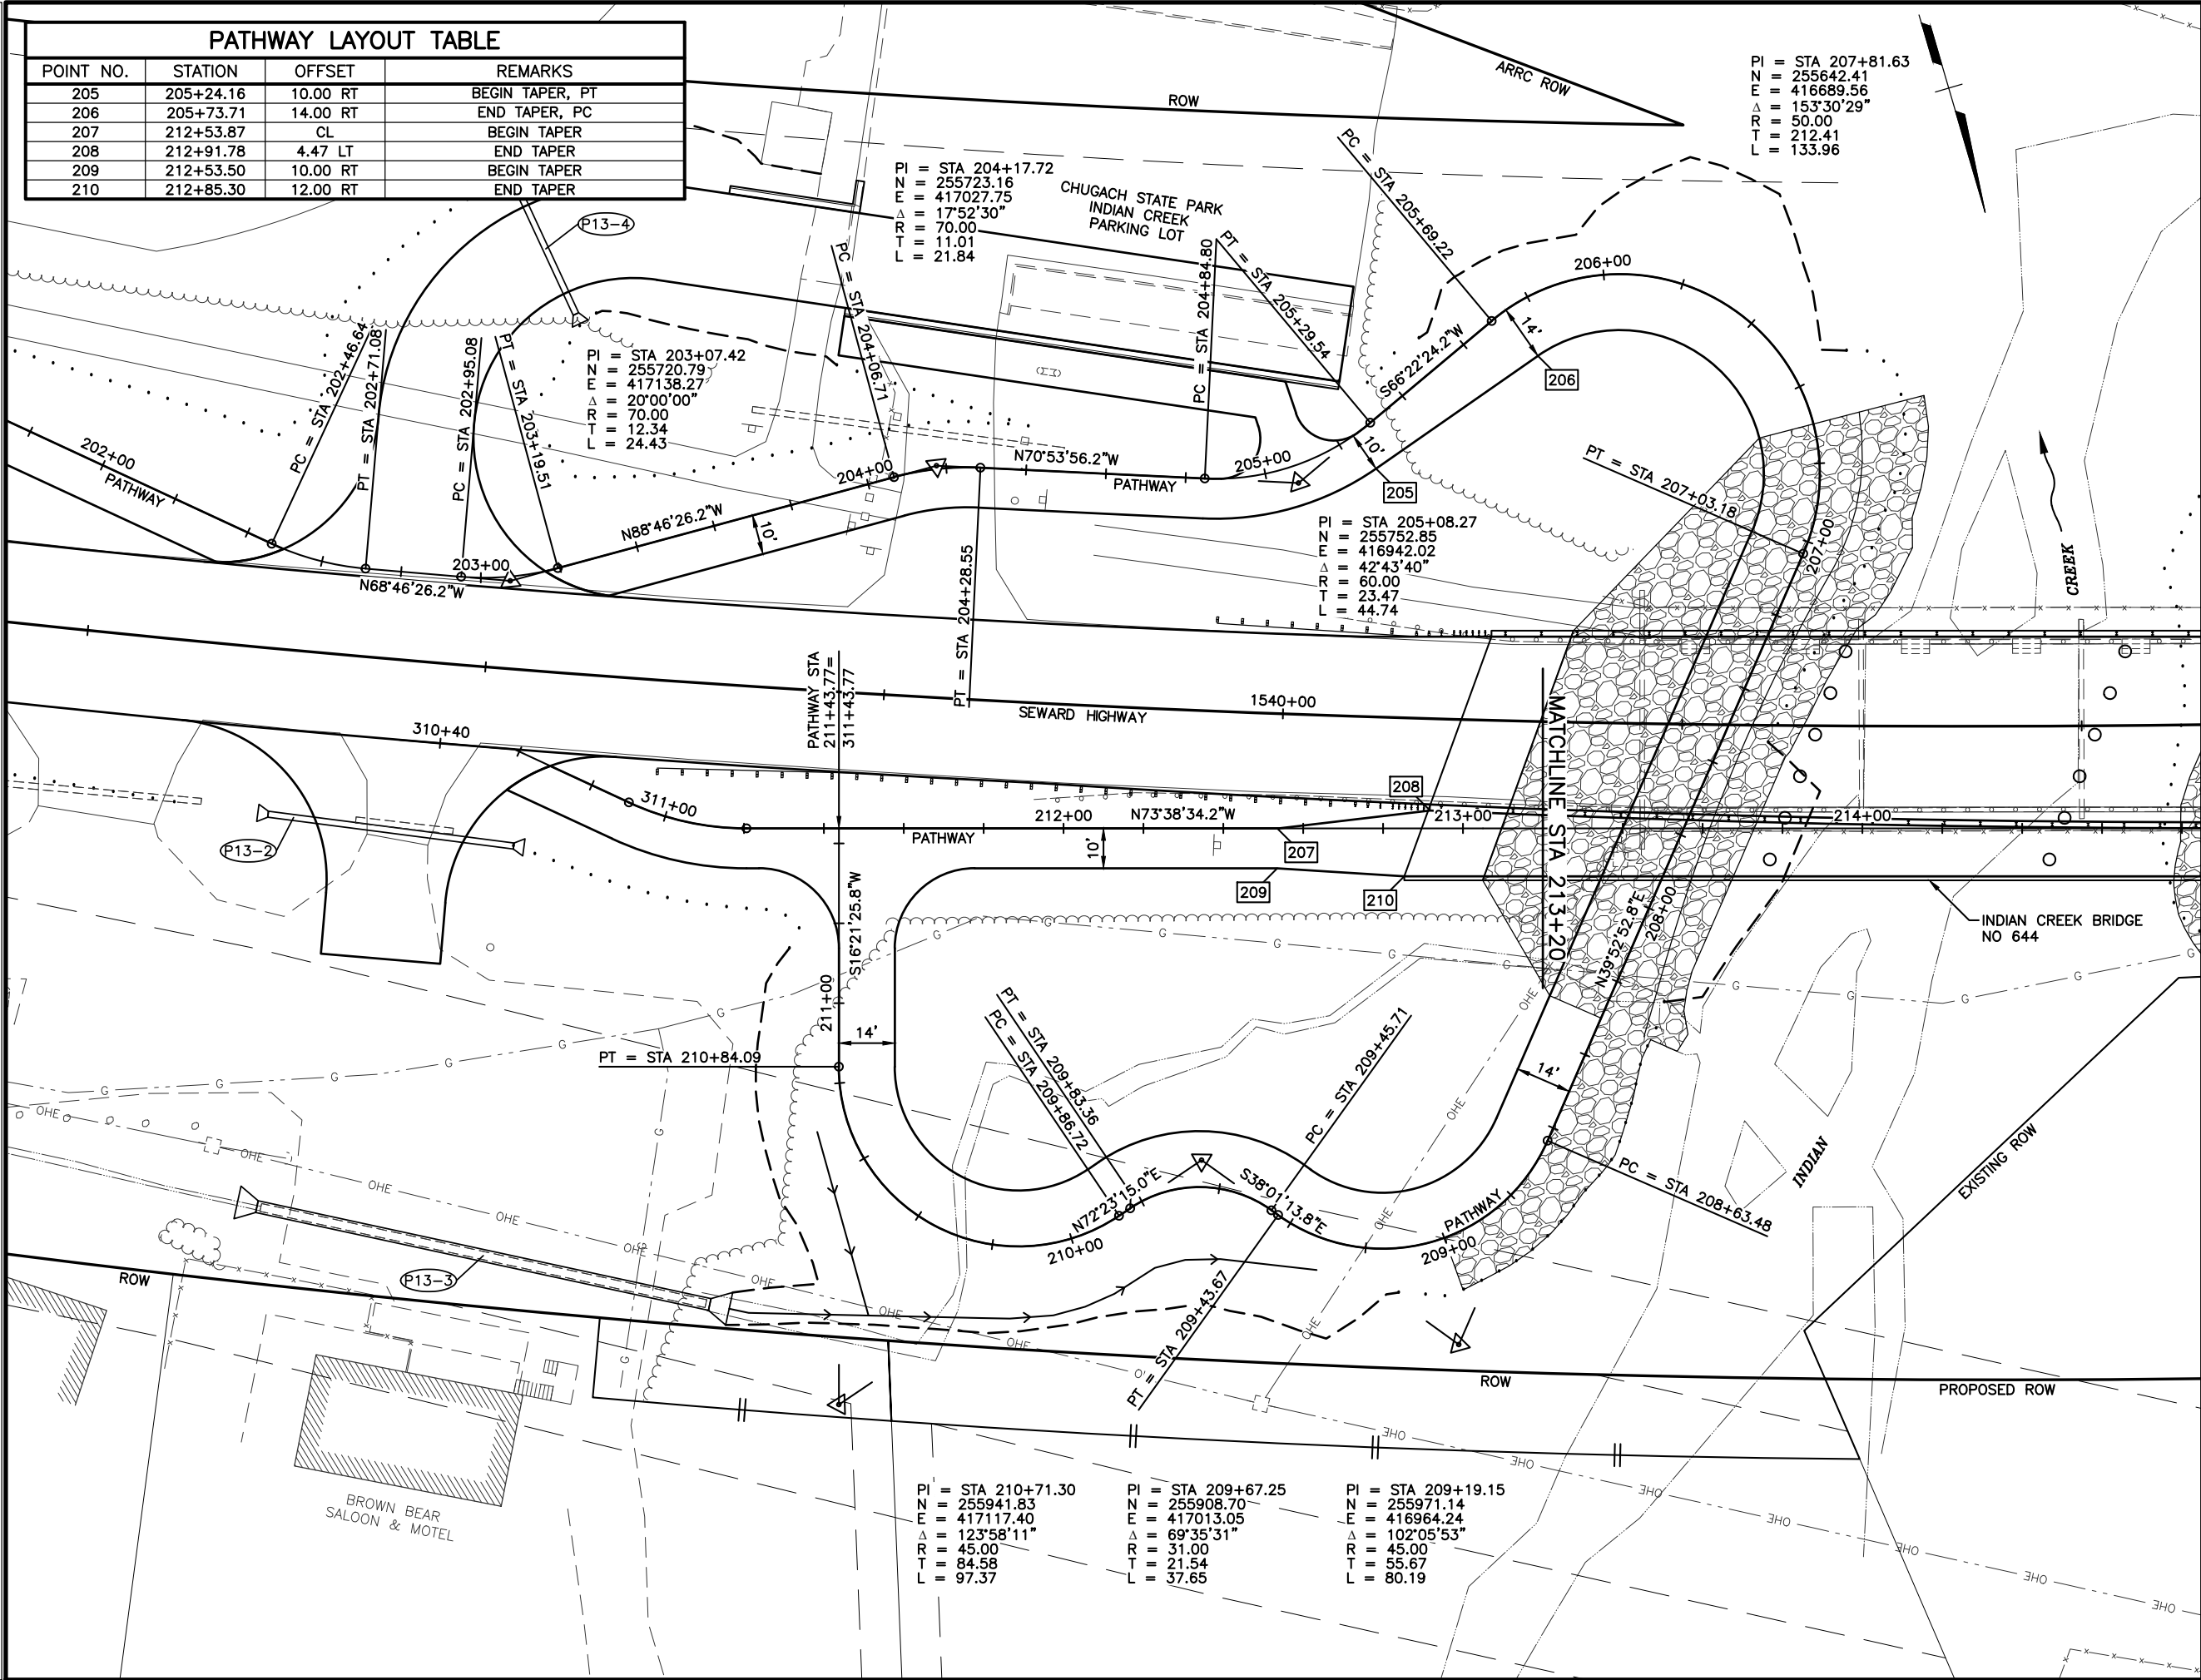 PATHWAY LAYOUT TABLE
POINT NO. STATION OFFSET REMARKS
205 205+24.16 10.00 RT BEGIN TAPER, PT
206 205+73.71 14.00 RT END TAPER, PC
207 212+53.87 CL BEGIN TAPER
208 212+91.78 4.47 LT END TAPER
209 212+53.50 10.00 RT BEGIN TAPER
210 212+85.30 12.00 RT END TAPER
ROW
ARRC ROW
PI = STA 207+81.63
N = 255642.41
E = 416689.56
Δ = 153°30'29"
R = 50.00
T = 212.41
L = 133.96
PI = STA 204+17.72
N = 255723.16
E = 417027.75
Δ = 17°52'30"
R = 70.00
T = 11.01
L = 21.84
CHUGACH STATE PARK
INDIAN CREEK
PARKING LOT
P13-4
PC = STA 205+69.22
206+00
PC = STA 204+06.71
PC = STA 204+84.80
PT = STA 205+29.54
14'
S66°22'24.2"W
206
PC = STA 202+46.64
PT = STA 202+71.08
PC = STA 202+95.08
PT = STA 203+19.51
PI = STA 203+07.42
N = 255720.79
E = 417138.27
Δ = 20°00'00"
R = 70.00
T = 12.34
L = 24.43
202+00
PATHWAY
204+00
N70°53'56.2"W
PATHWAY
205+00
10'
205
PT = STA 207+03.18
207+00
N88°46'26.2"W
10'
203+00
N68°46'26.2"W
PI = STA 205+08.27
N = 255752.85
E = 416942.02
Δ = 42°43'40"
R = 60.00
T = 23.47
L = 44.74
CREEK
PT = STA 204+28.55
PATHWAY STA
211+43.77=
311+43.77
SEWARD HIGHWAY
1540+00
310+40
MATCHLINE STA 213+20
208
311+00
212+00
N73°38'34.2"W
213+00
214+00
PATHWAY
10'
207
P13-2
209
210
INDIAN CREEK BRIDGE
NO 644
S16°21'25.8"W
211+00
N39°52'52.8"E
208+00
G
G
G
G
G
G
G
G
G
G
G
G
OHE
14'
PT = STA 210+84.09
PT = STA 209+83.36
PC = STA 209+86.72
PC = STA 209+45.71
14'
OHE
OHE
OHE
OHE
OHE
OHE
PC = STA 208+63.48
INDIAN
EXISTING ROW
N72°23'15.0"E
S38°01'13.8"E
PATHWAY
210+00
209+00
OHE
OHE
OHE
OHE
P13-3
ROW
PT = STA 209+43.67
ROW
PROPOSED ROW
BROWN BEAR
SALOON & MOTEL
OHE
OHE
OHE
OHE
OHE
OHE
PI = STA 210+71.30
N = 255941.83
E = 417117.40
Δ = 123°58'11"
R = 45.00
T = 84.58
L = 97.37
PI = STA 209+67.25
N = 255908.70
E = 417013.05
Δ = 69°35'31"
R = 31.00
T = 21.54
L = 37.65
PI = STA 209+19.15
N = 255971.14
E = 416964.24
Δ = 102°05'53"
R = 45.00
T = 55.67
L = 80.19